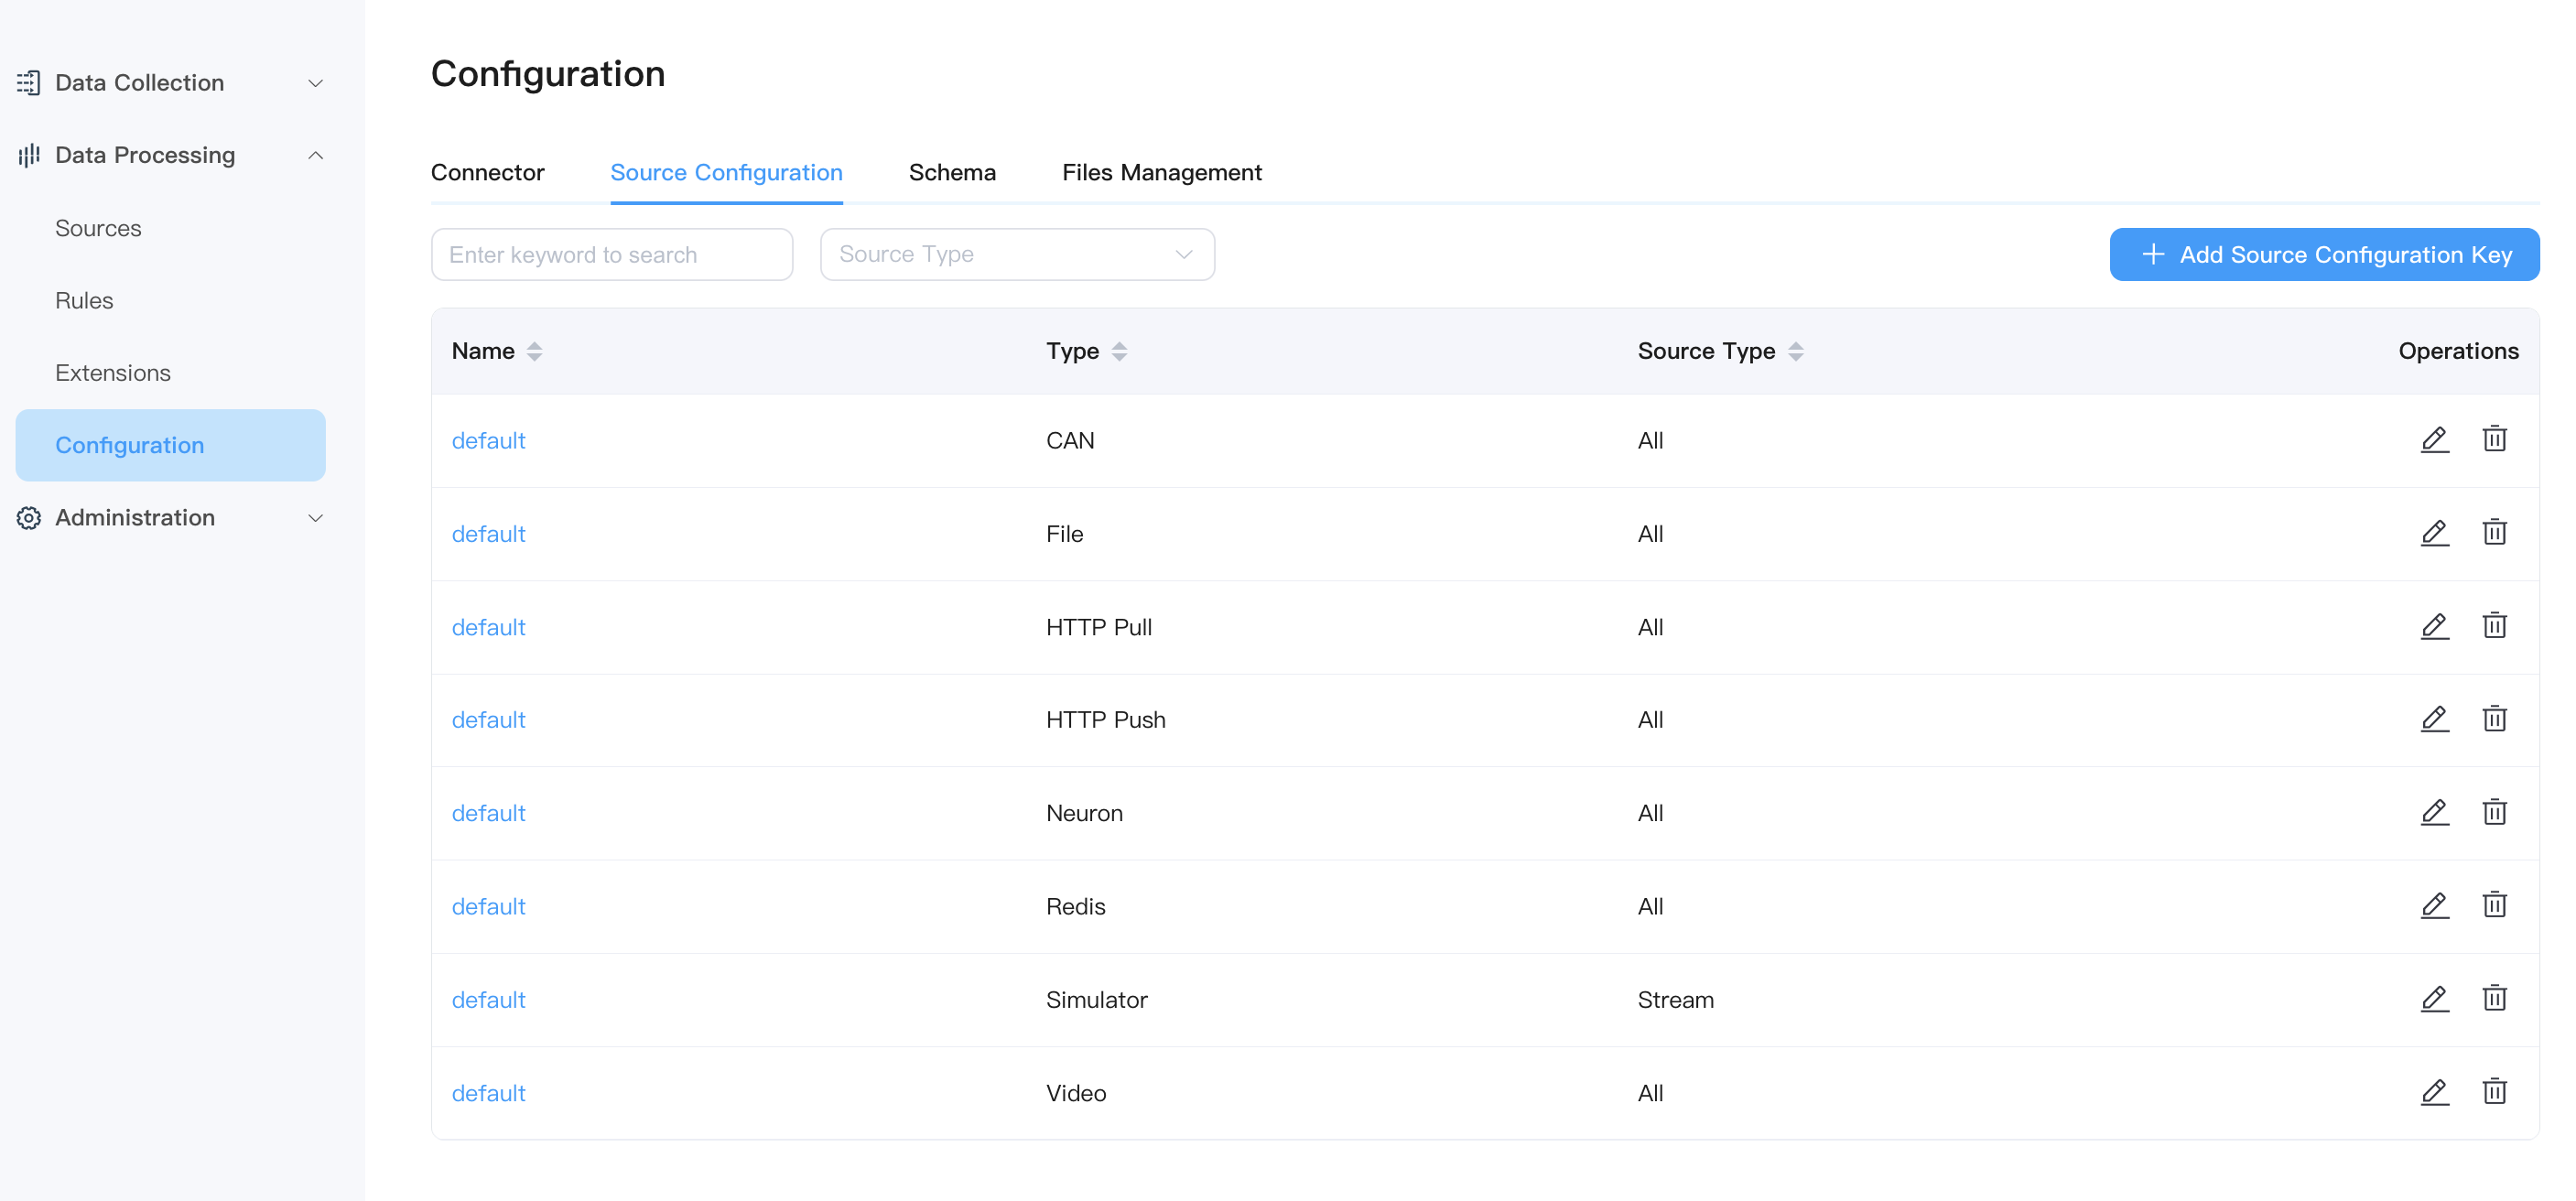 Data Collection
Data Processing
Sources
Rules
Extensions
Configuration
Administration
Configuration
Connector Source Configuration Schema Files Management
Enter keyword to search Source Type Add Source Configuration Key
Name Type Source Type Operations
default CAN All
default File All
default HTTP Pull All
default HTTP Push All
default Neuron All
default Redis All
default Simulator Stream
default Video All